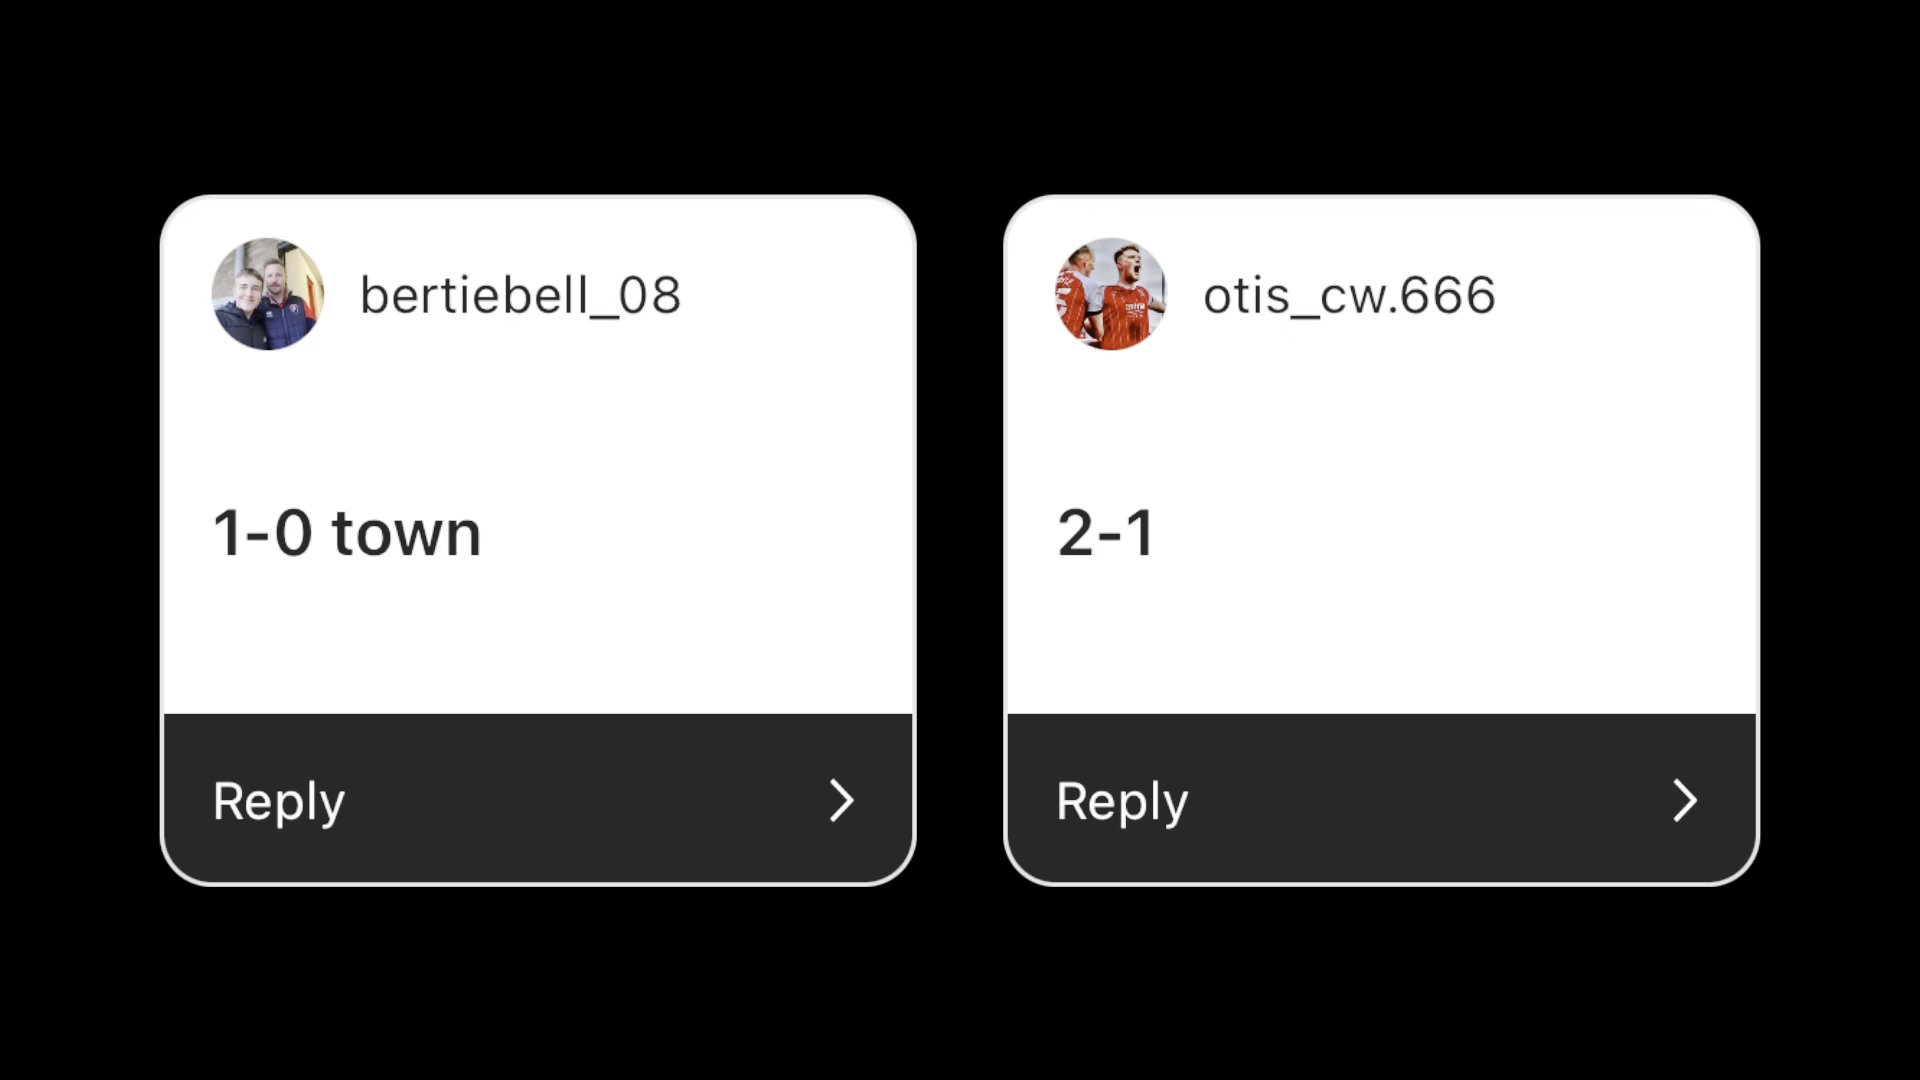 bertiebell_08
1-0 town
Reply
otis_cw.666
2-1
Reply